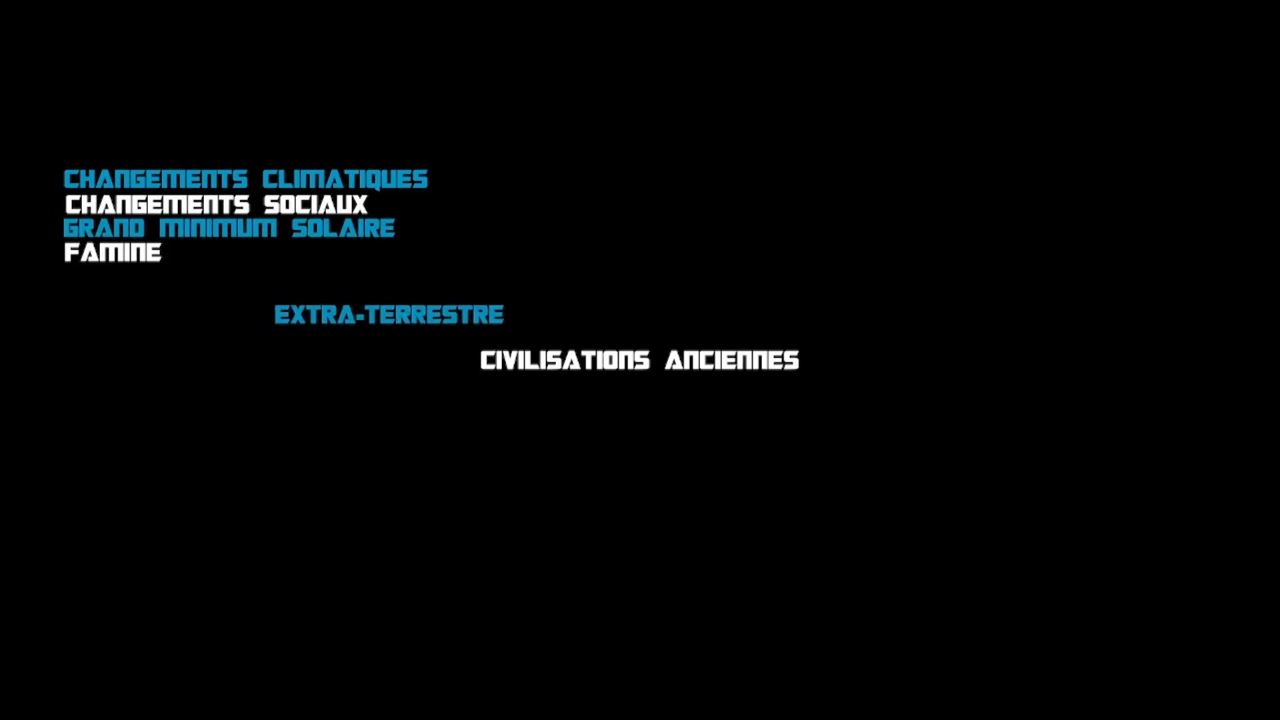 CHANGEMENTS CLIMATIQUES
CHANGEMENTS SOCIAUX
GRAND MINIMUM SOLAIRE
FAMINE
EXTRA-TERRESTRE
CIVILISATIONS ANCIENNES